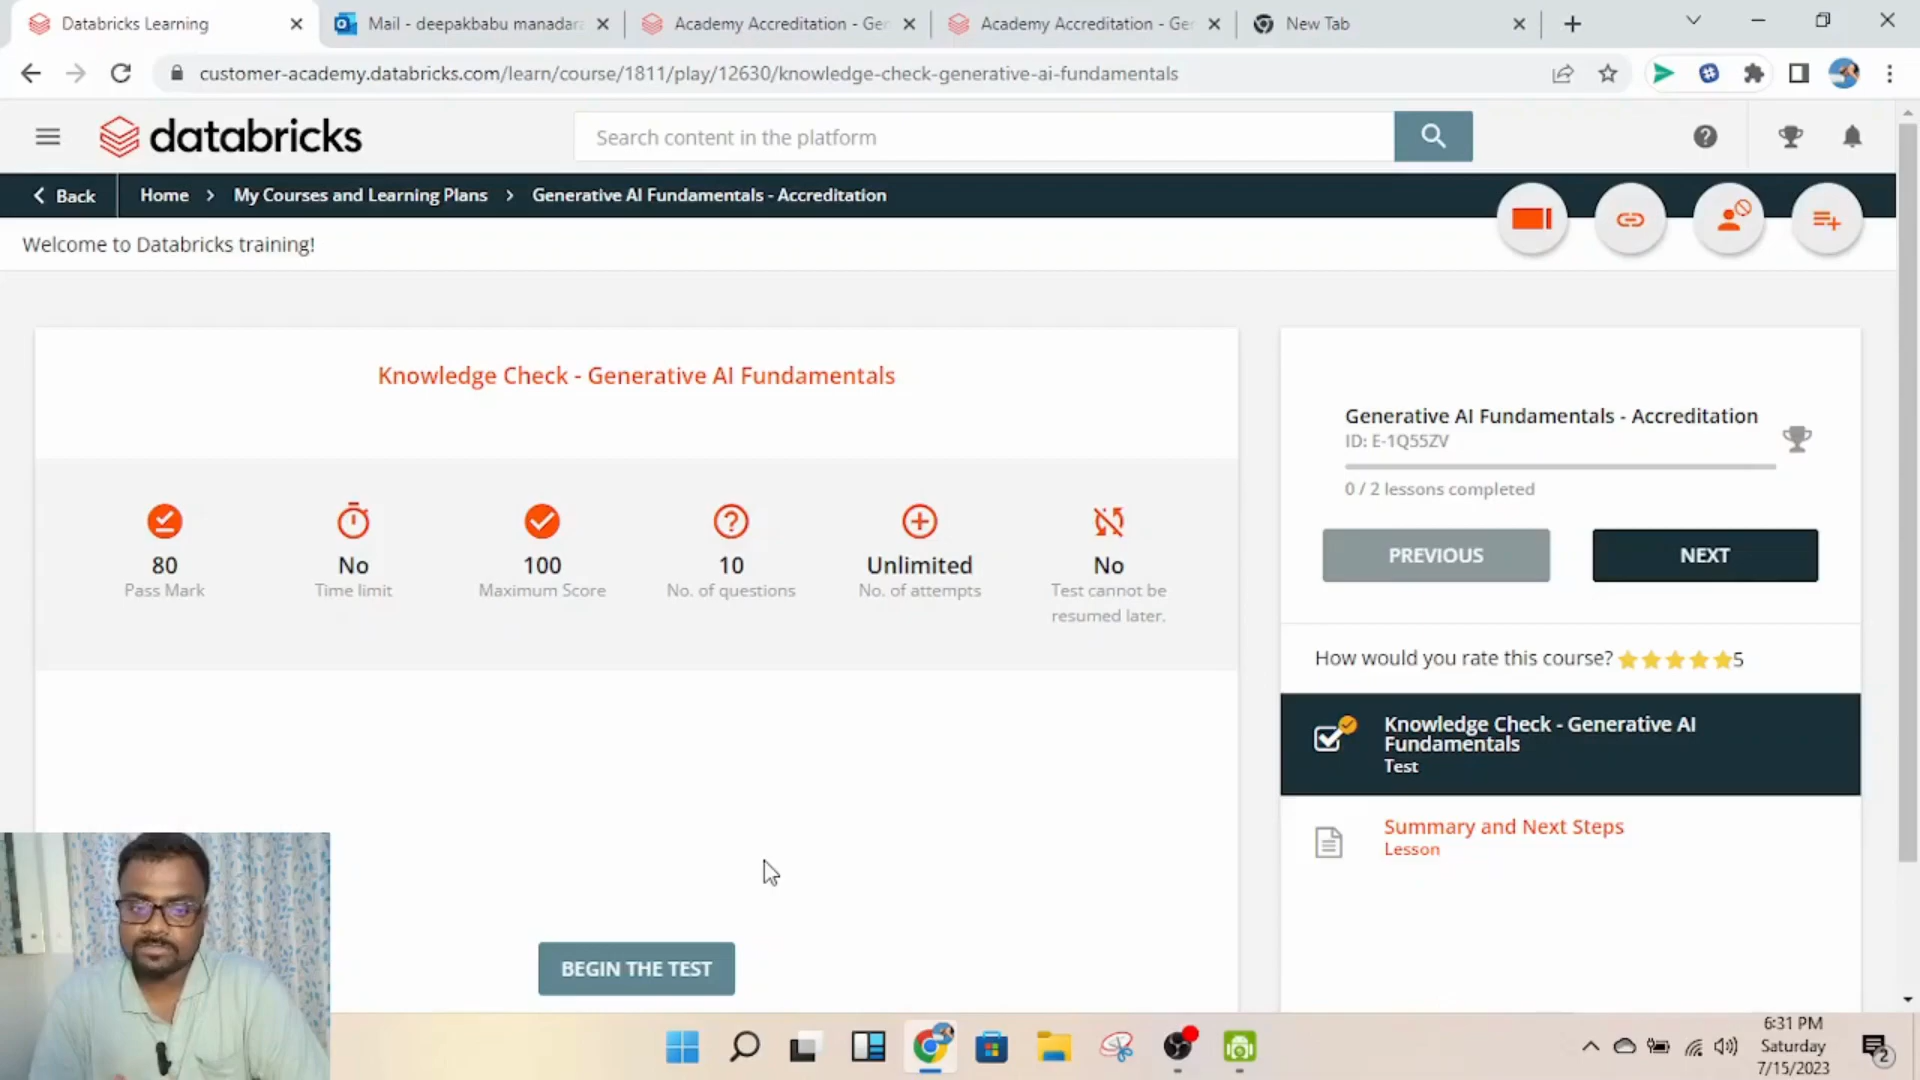 Databricks Learning
Mail - deepakbabu manadar
Academy Accreditation - Ger
Academy Accreditation - Ge
New Tab
customer-academy.databricks.com/learn/course/1811/play/12630/knowledge-check-generative-ai-fundamentals
databricks
Search content in the platform
Back
Home > My Courses and Learning Plans > Generative AI Fundamentals - Accreditation
Welcome to Databricks training!
Knowledge Check - Generative AI Fundamentals
80
Pass Mark
No
Time limit
100
Maximum Score
10
No. of questions
Unlimited
No. of attempts
No
Test cannot be
resumed later.
BEGIN THE TEST
Generative AI Fundamentals - Accreditation
ID: E-1Q55ZV
0 / 2 lessons completed
PREVIOUS
NEXT
How would you rate this course? 5
Knowledge Check - Generative AI
Fundamentals
Test
Summary and Next Steps
Lesson
6:31 PM
Saturday
7/15/2023
2